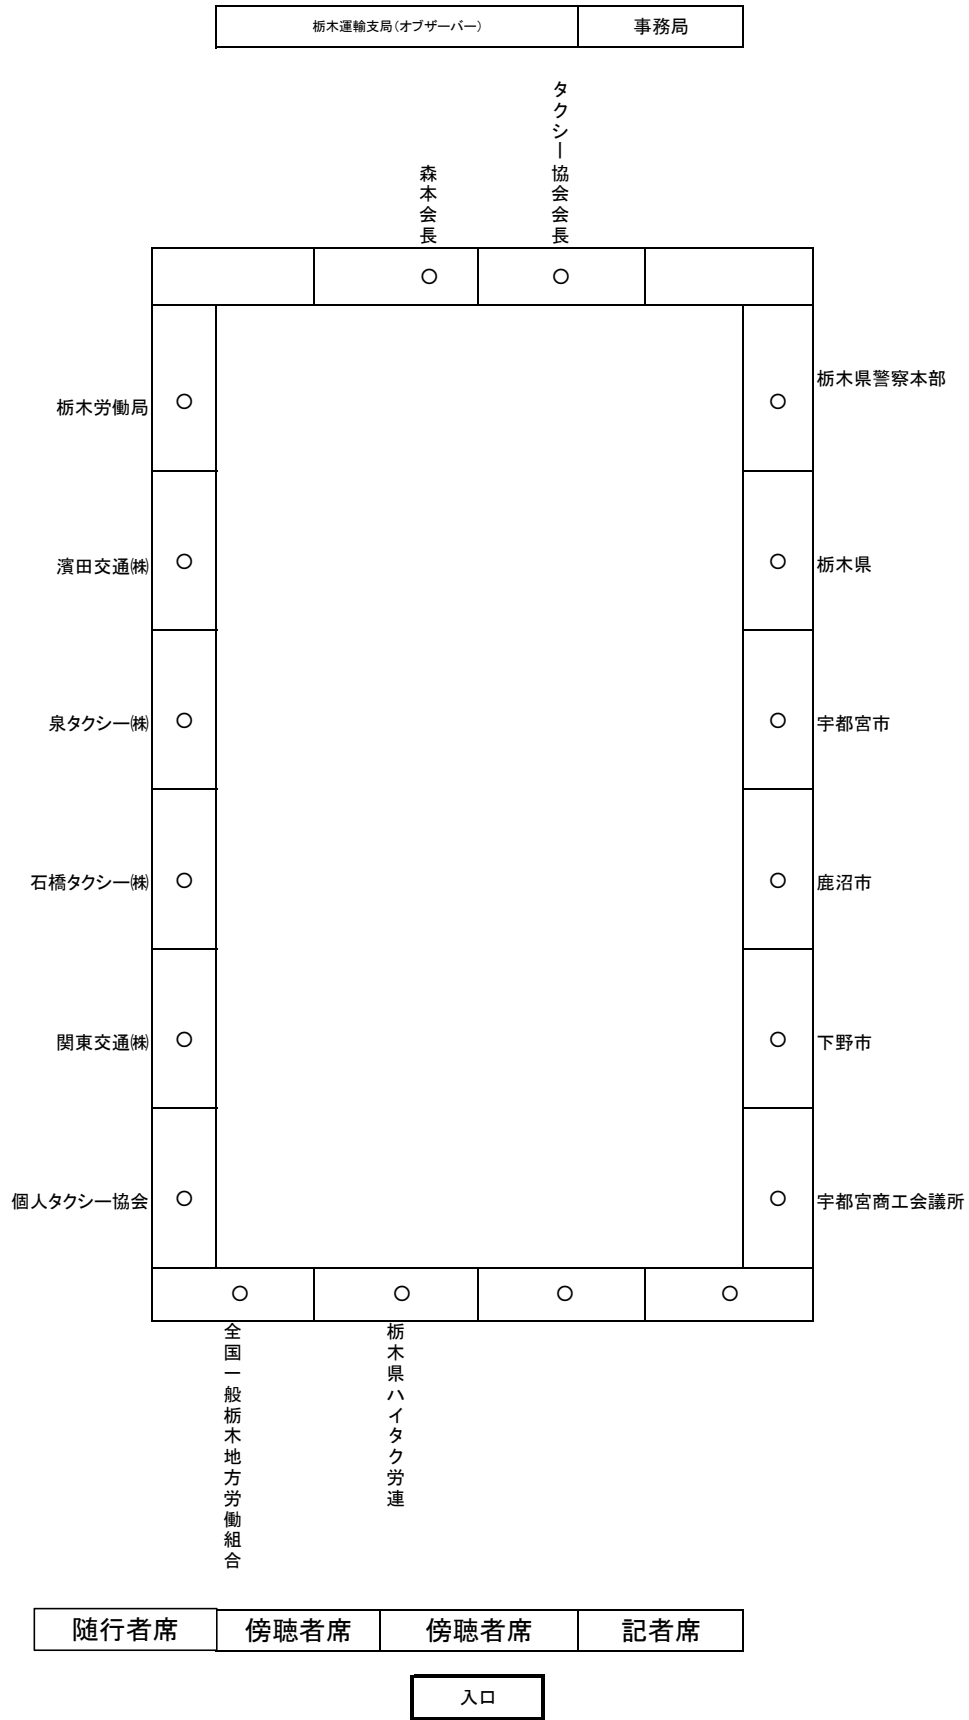 栃木運輸支局(オブザーバー)
事務局
森本会長
タクシー協会会長
栃木労働局
栃木県警察本部
濱田交通㈱
栃木県
泉タクシー㈱
宇都宮市
石橋タクシー㈱
鹿沼市
関東交通㈱
下野市
個人タクシー協会
宇都宮商工会議所
全国一般栃木地方労働組合
栃木県ハイタク労連
随行者席
傍聴者席
傍聴者席
記者席
入口